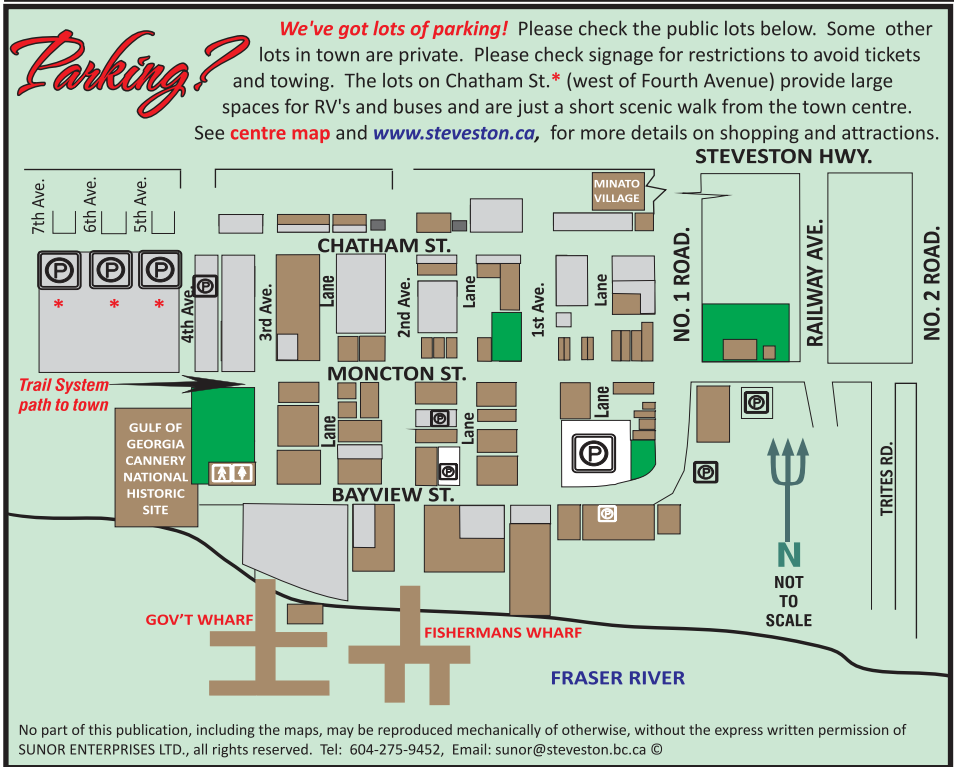 Parking?
We've got lots of parking! Please check the public lots below. Some other
lots in town are private. Please check signage for restrictions to avoid tickets
and towing. The lots on Chatham St.* (west of Fourth Avenue) provide large
spaces for RV's and buses and are just a short scenic walk from the town centre.
See centre map and www.steveston.ca, for more details on shopping and attractions.
STEVESTON HWY.
7th Ave.
6th Ave.
5th Ave.
MINATO
VILLAGE
CHATHAM ST.
P
P
P
P
* * *
4th Ave.
3rd Ave.
Lane
2nd Ave.
Lane
1st Ave.
Lane
NO. 1 ROAD.
RAILWAY AVE.
NO. 2 ROAD.
MONCTON ST.
Trail System
path to town
GULF OF
GEORGIA
CANNERY
NATIONAL
HISTORIC
SITE
Lane
Lane
Lane
P
P
P
P
P
P
BAYVIEW ST.
TRITES RD.
N
NOT
TO
SCALE
GOV'T WHARF
FISHERMANS WHARF
FRASER RIVER
No part of this publication, including the maps, may be reproduced mechanically of otherwise, without the express written permission of
SUNOR ENTERPRISES LTD., all rights reserved. Tel: 604-275-9452, Email: sunor@steveston.bc.ca ©